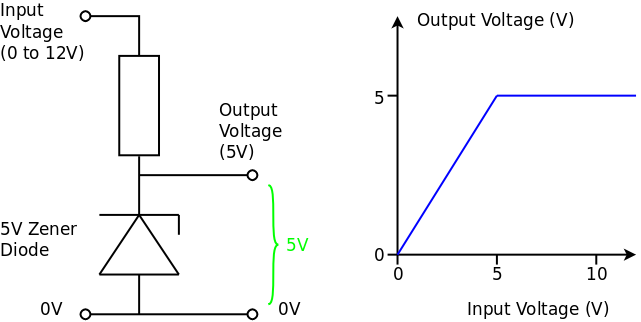 Input
Voltage
(0 to 12V)
Output
Voltage
(5V)
5V Zener
Diode
5V
0V
0V
Output Voltage (V)
5
0
0
5
10
Input Voltage (V)